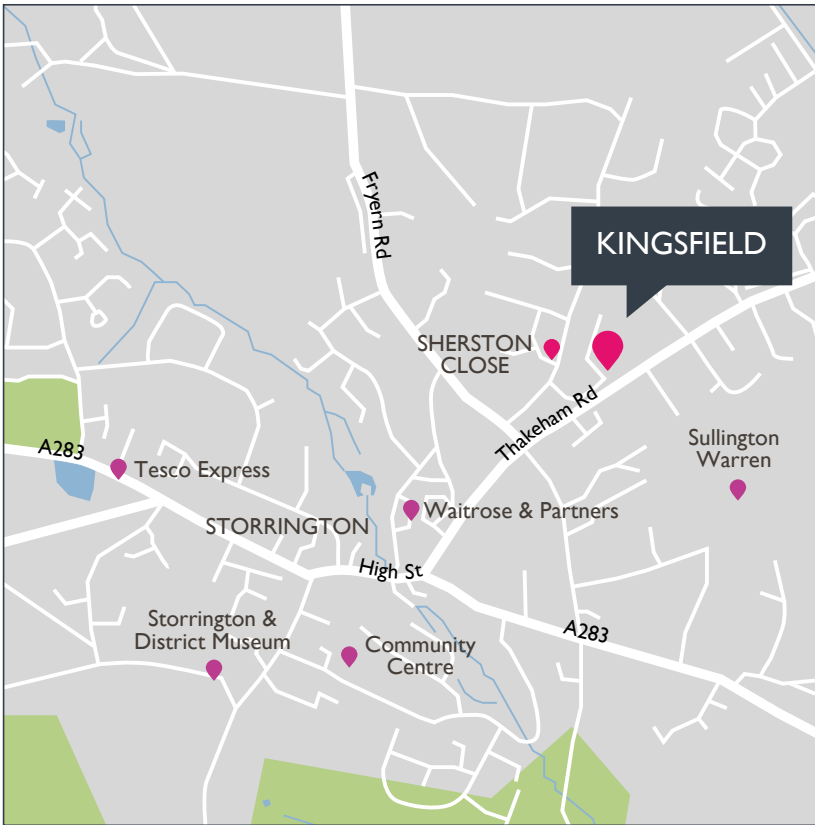 Fryern Rd
KINGSFIELD
SHERSTON
CLOSE
Thakeham Rd
Sullington
Warren
A283
Tesco Express
Waitrose & Partners
STORRINGTON
High St
Storrington &
District Museum
Community
Centre
A283